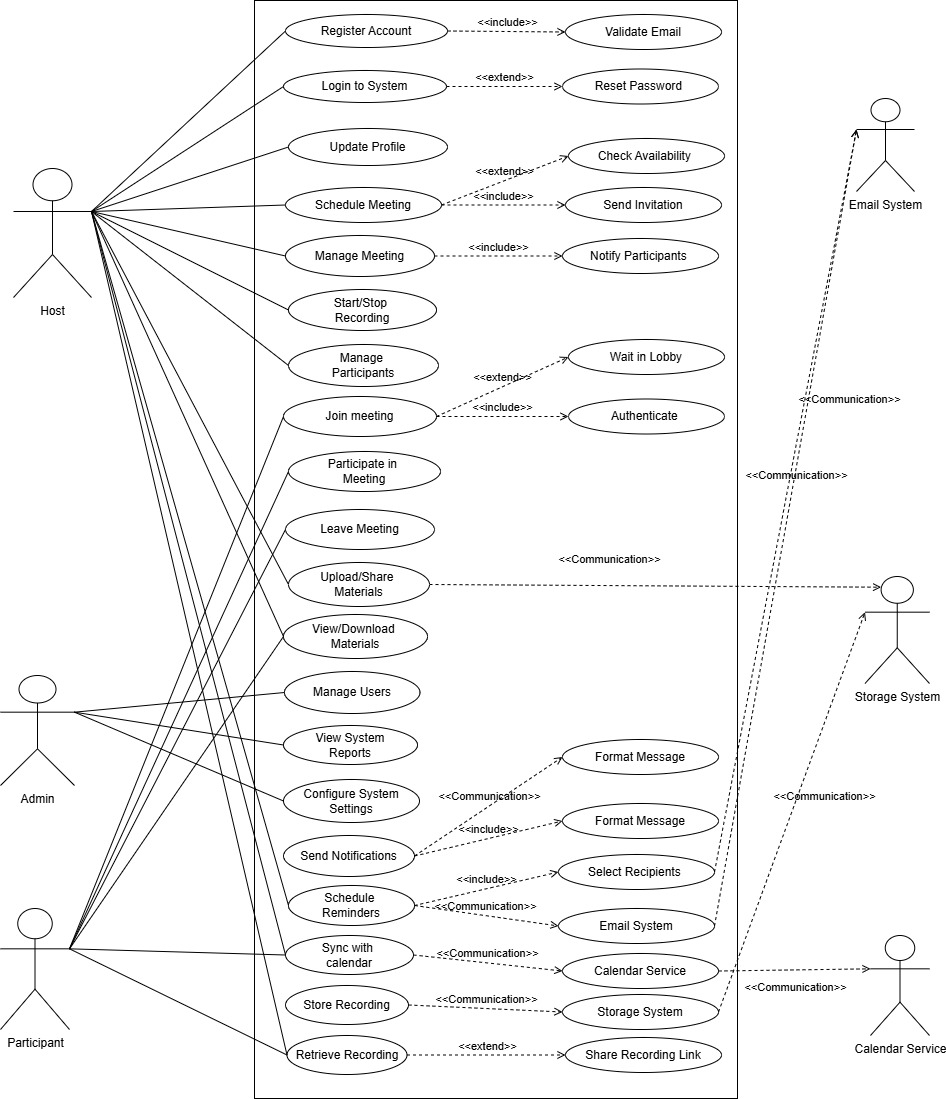 Register Account
<<include>>
Validate Email
Login to System
<<extend>>
Reset Password
Update Profile
Check Availability
<<extend>>
Schedule Meeting
<<include>>
Send Invitation
Email System
Manage Meeting
<<include>>
Notify Participants
Host
Start/Stop
Recording
Manage
Participants
Wait in Lobby
<<extend>>
Join meeting
<<include>>
Authenticate
<<Communication>>
Participate in
Meeting
<<Communication>>
Leave Meeting
<<Communication>>
Upload/Share
Materials
View/Download
Materials
Manage Users
Storage System
View System
Reports
Format Message
Admin
Configure System
Settings
<<Communication>>
<<Communication>>
Format Message
<<include>>
Send Notifications
Select Recipients
<<include>>
Schedule
Reminders
<<Communication>>
Email System
Sync with
calendar
<<Communication>>
Calendar Service
<<Communication>>
Store Recording
<<Communication>>
Storage System
Participant
Calendar Service
Retrieve Recording
<<extend>>
Share Recording Link